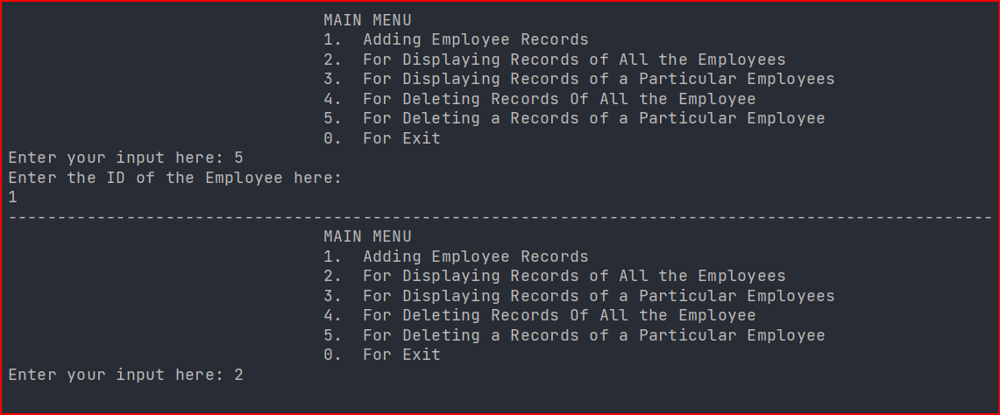 MAIN MENU
1. Adding Employee Records
2. For Displaying Records of All the Employees
3. For Displaying Records of a Particular Employees
4. For Deleting Records Of All the Employee
5. For Deleting a Records of a Particular Employee
0. For Exit
Enter your input here: 5
Enter the ID of the Employee here:
1
----------------------------------------------------------------------------------------------------
MAIN MENU
1. Adding Employee Records
2. For Displaying Records of All the Employees
3. For Displaying Records of a Particular Employees
4. For Deleting Records Of All the Employee
5. For Deleting a Records of a Particular Employee
0. For Exit
Enter your input here: 2